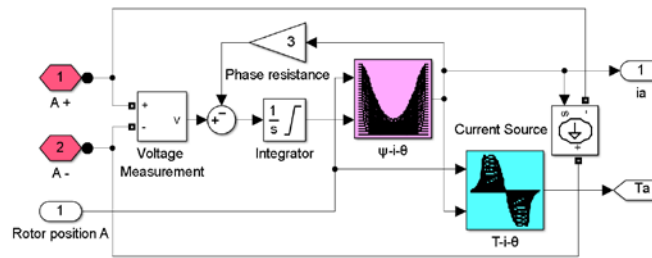 3
Phase resistance
1
A +
2
A -
+
-
v
Voltage
Measurement
+
−
1
s
Integrator
ψ-i-θ
Current Source
s
-
+
1
ia
1
Rotor position A
T-i-θ
Ta